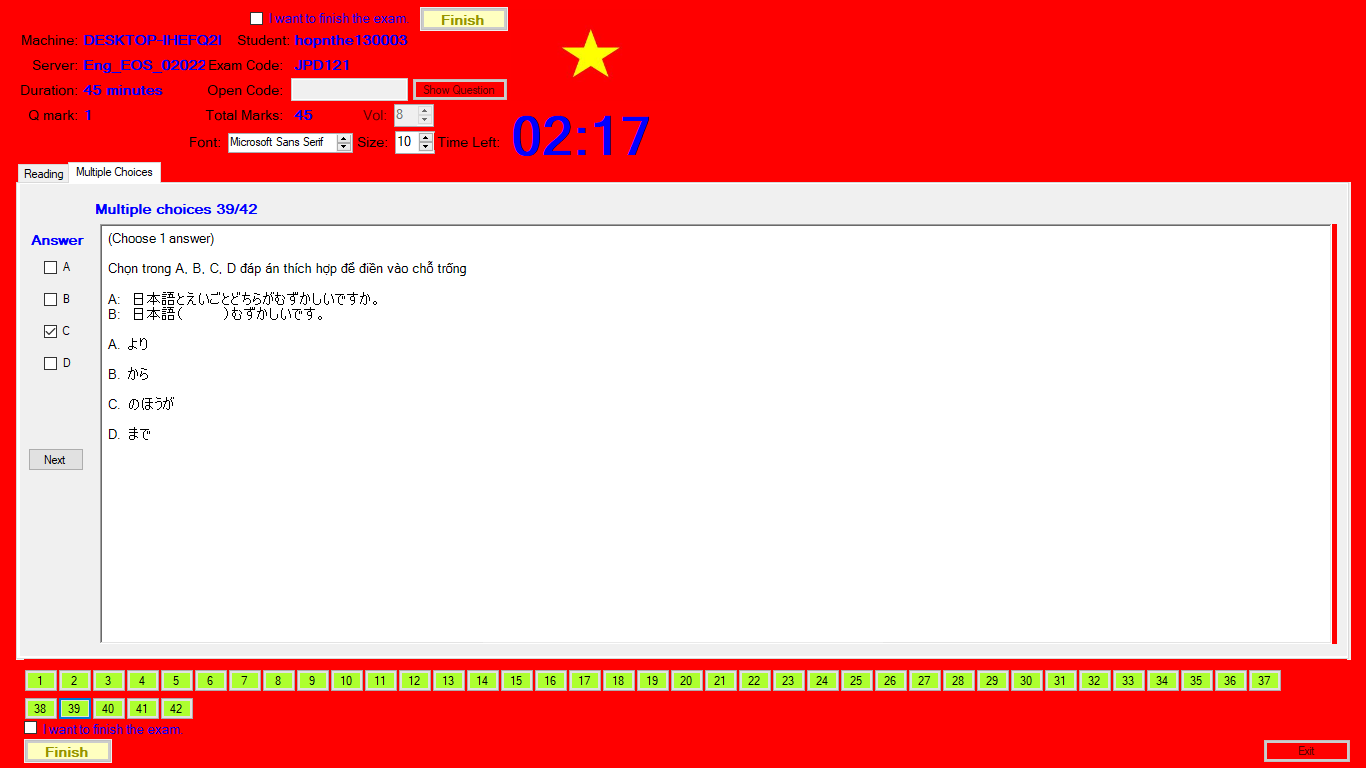 I want to finish the exam.
Finish
Machine: DESKTOP-IHEFQ2I Student: hopnthe130003
Server: Eng_EOS_02022 Exam Code: JPD121
Duration: 45 minutes Open Code: Show Question
Q mark: 1 Total Marks: 45 Vol: 8
Font: Microsoft Sans Serif Size: 10 Time Left: 02:17
Reading Multiple Choices
Multiple choices 39/42
Answer
A
B
C
D
Next
(Choose 1 answer)
Chọn trong A, B, C, D đáp án thích hợp để điền vào chỗ trống
A: 日本語とえいごとどちらがむずかしいですか。
B: 日本語( )むずかしいです。
A. より
B. から
C. のほうが
D. まで
1 2 3 4 5 6 7 8 9 10 11 12 13 14 15 16 17 18 19 20 21 22 23 24 25 26 27 28 29 30 31 32 33 34 35 36 37
38 39 40 41 42
I want to finish the exam.
Finish
Exit